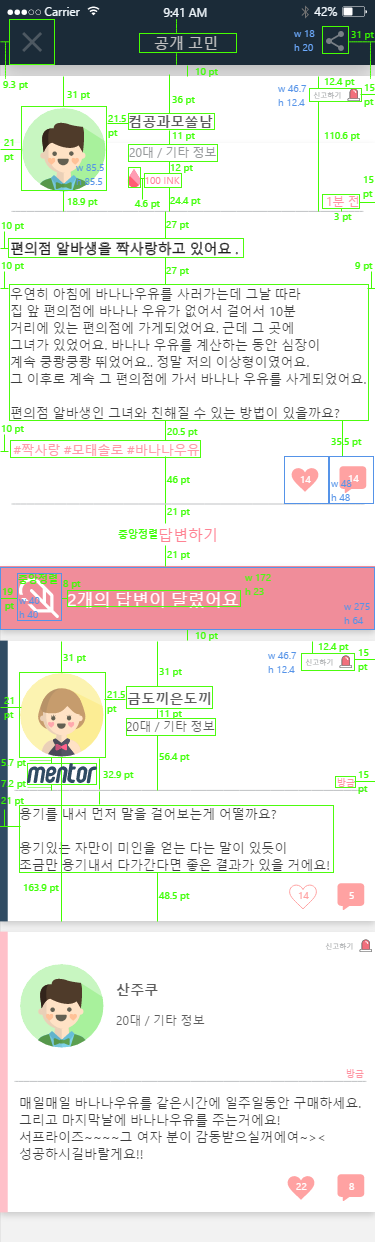 Carrier 9:41 AM 42%
공개 고민
w 18
h 20
31 pt
9.3 pt
10 pt
31 pt
36 pt
w 46.7
h 12.4
12.4 pt
15 pt
신고하기
21 pt
21.5 pt
컴공과모쏠남
11 pt
110.6 pt
20대 / 기타 정보
w 85.5
85.5
12 pt
100 INK
15 pt
18.9 pt
4.6 pt
24.4 pt
1분 전
3 pt
10 pt
27 pt
편의점 알바생을 짝사랑하고 있어요 .
10 pt
27 pt
9 pt
우연히 아침에 바나나우유를 사러가는데 그날 따라
집 앞 편의점에 바나나 우유가 없어서 걸어서 10분
거리에 있는 편의점에 가게되었어요. 근데 그 곳에
그녀가 있었어요. 바나나 우유를 계산하는 동안 심장이
계속 쿵쾅쿵쾅 뛰었어요.. 정말 저의 이상형이였어요.
그 이후로 계속 그 편의점에 가서 바나나 우유를 사게되었어요.
편의점 알바생인 그녀와 친해질 수 있는 방법이 있을까요?
10 pt
20.5 pt
35.5 pt
#짝사랑 #모태솔로 #바나나우유
46 pt
14
14
w 48
h 48
21 pt
중앙정렬
답변하기
21 pt
w 40
h 40
2개의 답변이 달렸어요
w 172
w 275
h 64
10 pt
31 pt
31 pt
w 46.7
h 12.4
12.4 pt
15 pt
신고하기
21 pt
21.5 pt
금도끼은도끼
11 pt
20대 / 기타 정보
56.4 pt
5.7 pt
mentor
32.9 pt
7.2 pt
방금
15 pt
21 pt
용기를 내서 먼저 말을 걸어보는게 어떨까요?
용기있는 자만이 미인을 얻는 다는 말이 있듯이
조금만 용기내서 다가간다면 좋은 결과가 있을 거에요!
163.9 pt
48.5 pt
14
5
신고하기
산주쿠
20대 / 기타 정보
방금
매일매일 바나나우유를 같은시간에 일주일동안 구매하세요.
그리고 마지막날에 바나나우유를 주는거에요!
서프라이즈~~~~그 여자 분이 감동받으실꺼에여~><
성공하시길바랄게요!!
22
8